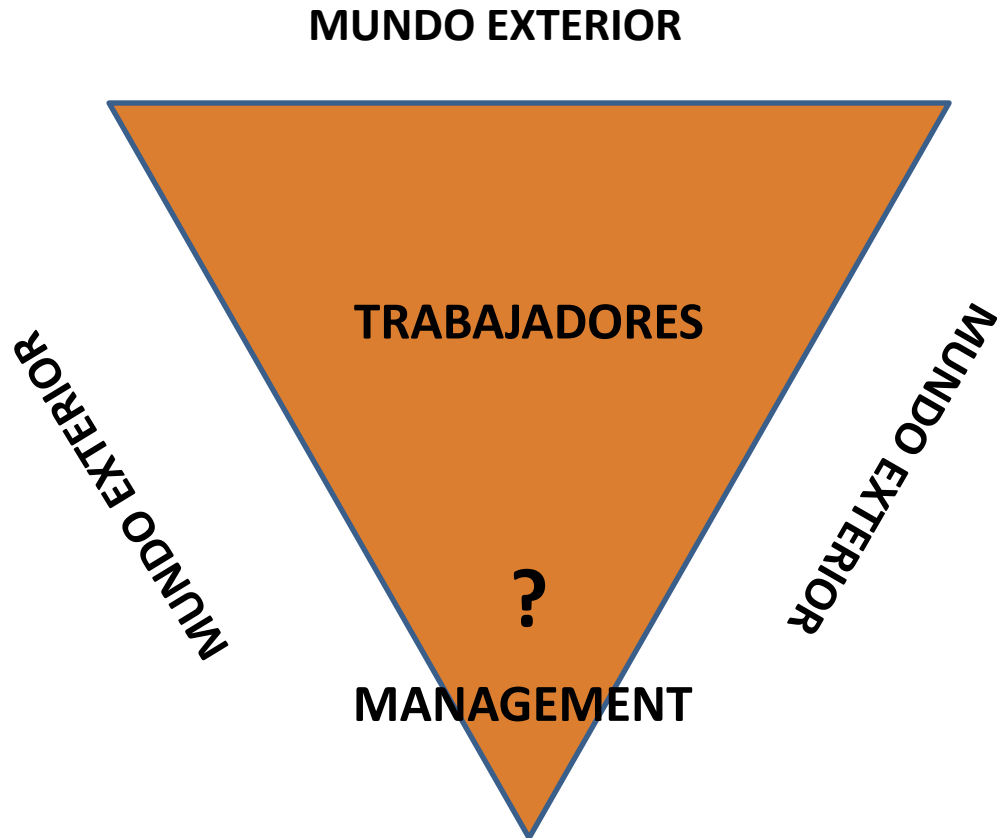 MUNDO EXTERIOR
TRABAJADORES
MUNDO EXTERIOR
MUNDO EXTERIOR
?
MANAGEMENT